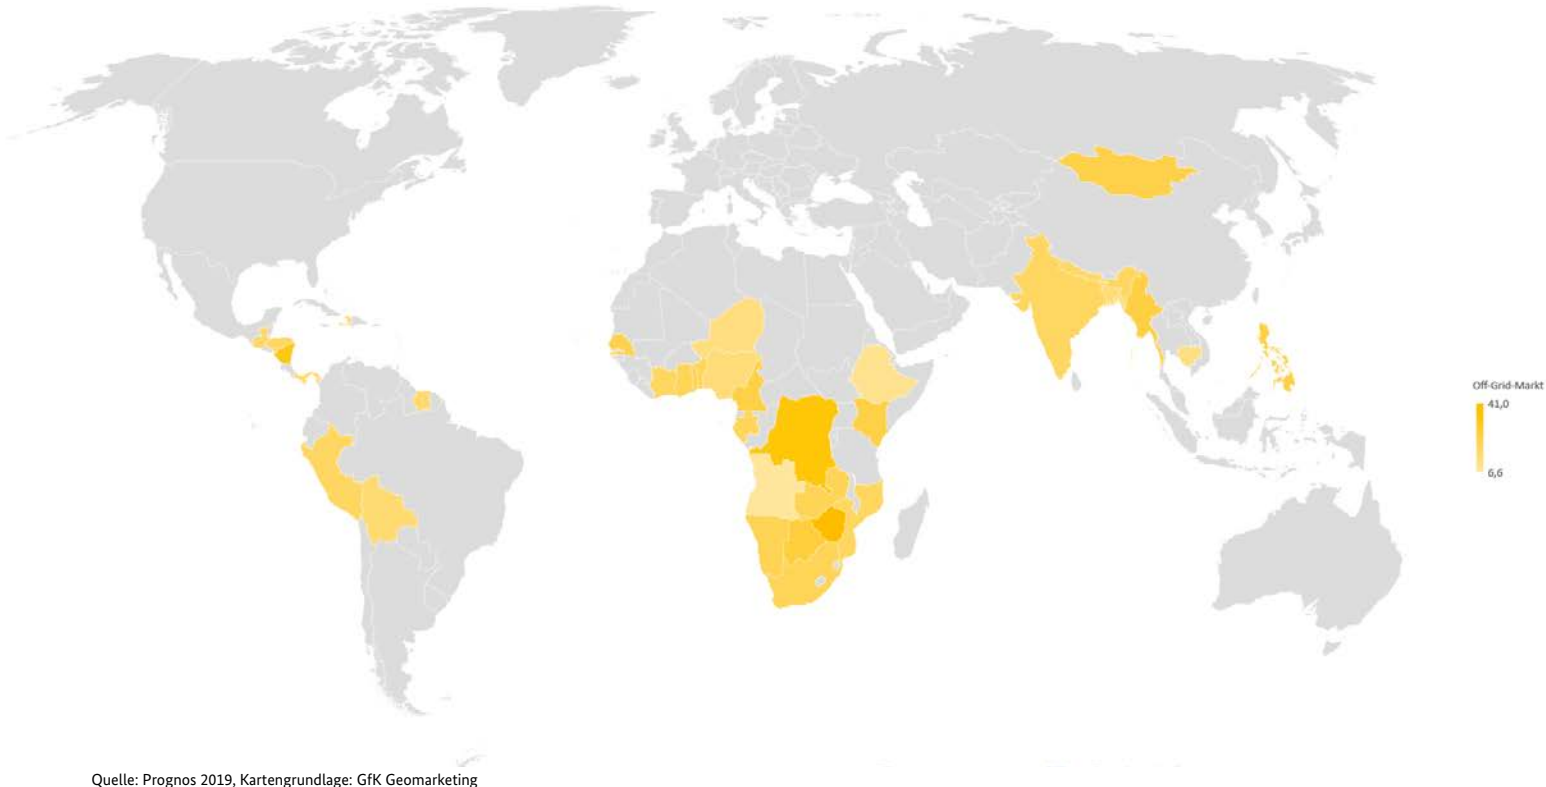 Off-Grid-Markt
41,0
6,6
Quelle: Prognos 2019, Kartengrundlage: GfK Geomarketing